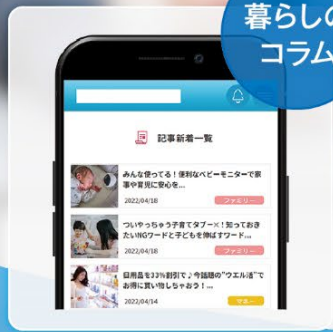 暮らしの
コラム
記事新着一覧
みんな使ってる！便利なベビーモニターで家
事や育児に安心を...
2022/04/18
ファミリー
ついやっちゃう子育てタブー×！知っておき
たいNGワードと子どもを伸ばすワード...
2022/04/18
ファミリー
日用品を33%割引で♪今話題の"ウエル活"で
お得に買い物しちゃおう！...
2022/04/14
マネー